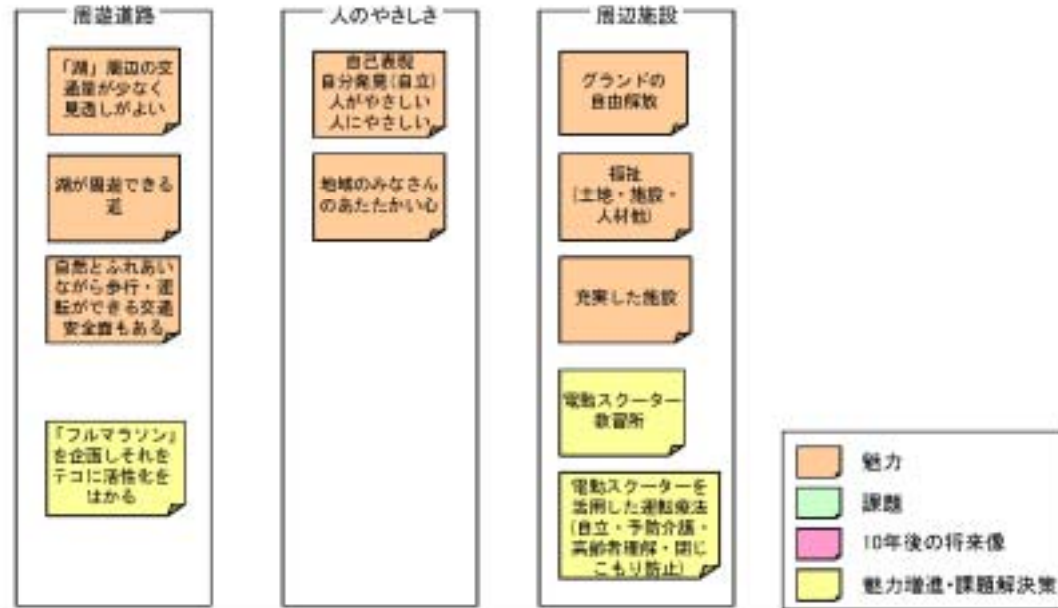 周遊道路
「湖」周辺の交
通量が少なく
見通しがよい
湖が周遊できる
道
自然とふれあい
ながら歩行・運
転ができる交通
安全面もある
『フルマラソン』
を企画しそれを
テコに活性化を
はかる
人のやさしさ
自己表現
自分発見(自立)
人がやさしい
人にやさしい
地域のみなさん
のあたたかい心
周辺施設
グランドの
自由解放
福祉
(土地・施設・
人材他)
充実した施設
電動スクーター
教習所
電動スクーターを
活用した運転療法
(自立・予防介護・
高齢者理解・閉じ
こもり防止)
魅力
課題
10年後の将来像
魅力増進・課題解決策